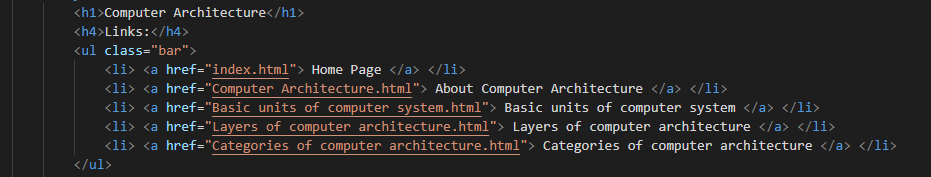 <h1>Computer Architecture</h1>
<h4>Links:</h4>
<ul class="bar">
<li> <a href="index.html"> Home Page </a> </li>
<li> <a href="Computer Architecture.html"> About Computer Architecture </a> </li>
<li> <a href="Basic units of computer system.html"> Basic units of computer system </a> </li>
<li> <a href="Layers of computer architecture.html"> Layers of computer architecture </a> </li>
<li> <a href="Categories of computer architecture.html"> Categories of computer architecture </a> </li>
</ul>